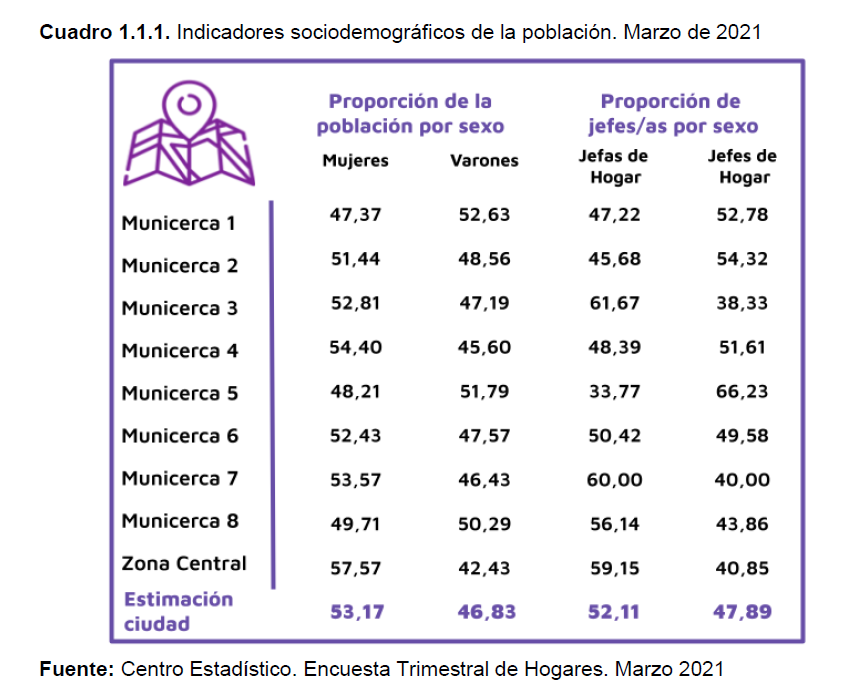 Cuadro 1.1.1. Indicadores sociodemográficos de la población. Marzo de 2021
Proporción de la población por sexo
Proporción de jefes/as por sexo
Mujeres Varones Jefas de Hogar Jefes de Hogar
Municerca 1 47,37 52,63 47,22 52,78
Municerca 2 51,44 48,56 45,68 54,32
Municerca 3 52,81 47,19 61,67 38,33
Municerca 4 54,40 45,60 48,39 51,61
Municerca 5 48,21 51,79 33,77 66,23
Municerca 6 52,43 47,57 50,42 49,58
Municerca 7 53,57 46,43 60,00 40,00
Municerca 8 49,71 50,29 56,14 43,86
Zona Central 57,57 42,43 59,15 40,85
Estimación ciudad 53,17 46,83 52,11 47,89
Fuente: Centro Estadístico. Encuesta Trimestral de Hogares. Marzo 2021